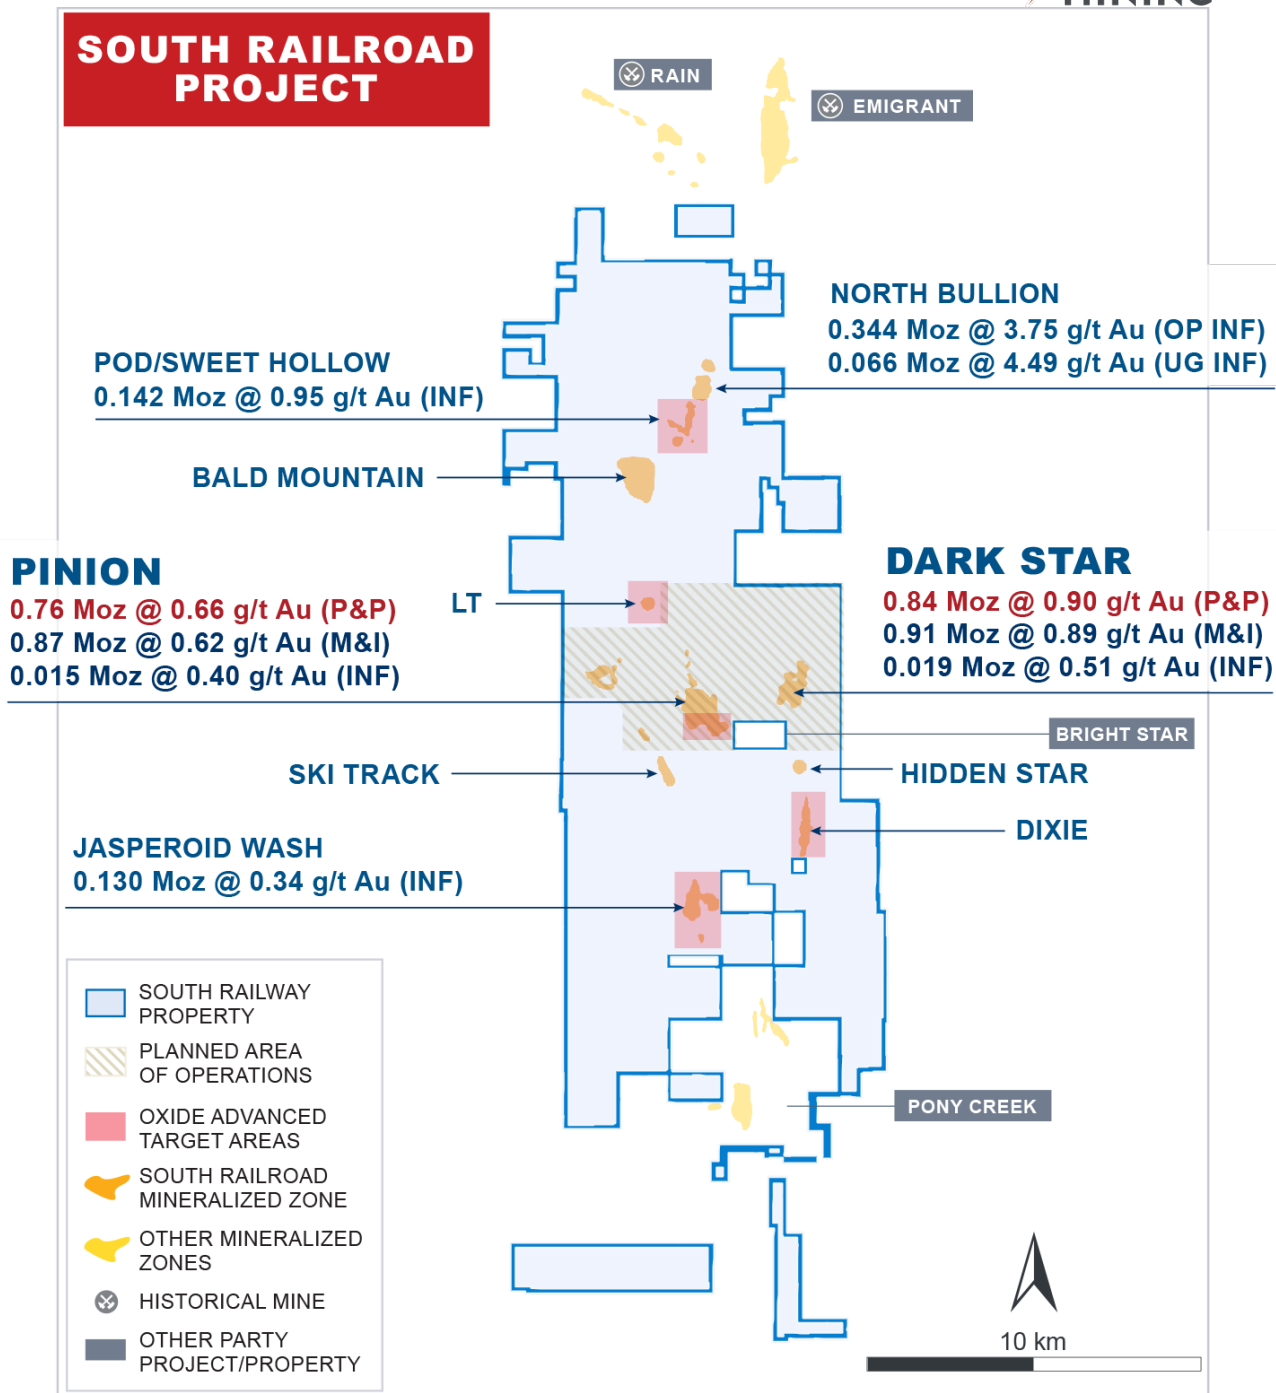 MINING
SOUTH RAILROAD
PROJECT
RAIN
EMIGRANT
NORTH BULLION
0.344 Moz @ 3.75 g/t Au (OP INF)
0.066 Moz @ 4.49 g/t Au (UG INF)
POD/SWEET HOLLOW
0.142 Moz @ 0.95 g/t Au (INF)
BALD MOUNTAIN
PINION
0.76 Moz @ 0.66 g/t Au (P&P)
0.87 Moz @ 0.62 g/t Au (M&I)
0.015 Moz @ 0.40 g/t Au (INF)
LT
DARK STAR
0.84 Moz @ 0.90 g/t Au (P&P)
0.91 Moz @ 0.89 g/t Au (M&I)
0.019 Moz @ 0.51 g/t Au (INF)
BRIGHT STAR
SKI TRACK
HIDDEN STAR
DIXIE
JASPEROID WASH
0.130 Moz @ 0.34 g/t Au (INF)
SOUTH RAILWAY
PROPERTY
PLANNED AREA
OF OPERATIONS
OXIDE ADVANCED
TARGET AREAS
SOUTH RAILROAD
MINERALIZED ZONE
OTHER MINERALIZED
ZONES
HISTORICAL MINE
OTHER PARTY
PROJECT/PROPERTY
PONY CREEK
10 km